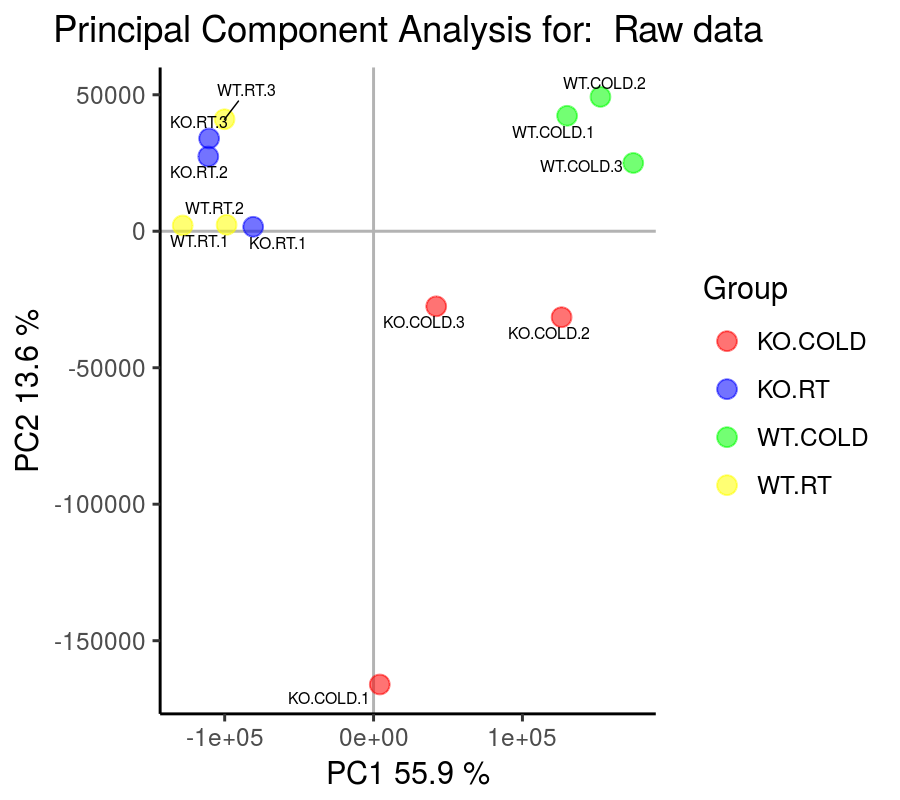 Principal Component Analysis for:  Raw data
50000
0
-50000
-100000
-150000
PC2 13.6 %
WT.RT.3
KO.RT.3
KO.RT.2
WT.RT.2
WT.RT.1
KO.RT.1
WT.COLD.2
WT.COLD.1
WT.COLD.3
KO.COLD.3
KO.COLD.2
KO.COLD.1
-1e+05
0e+00
1e+05
PC1 55.9 %
Group
KO.COLD
KO.RT
WT.COLD
WT.RT